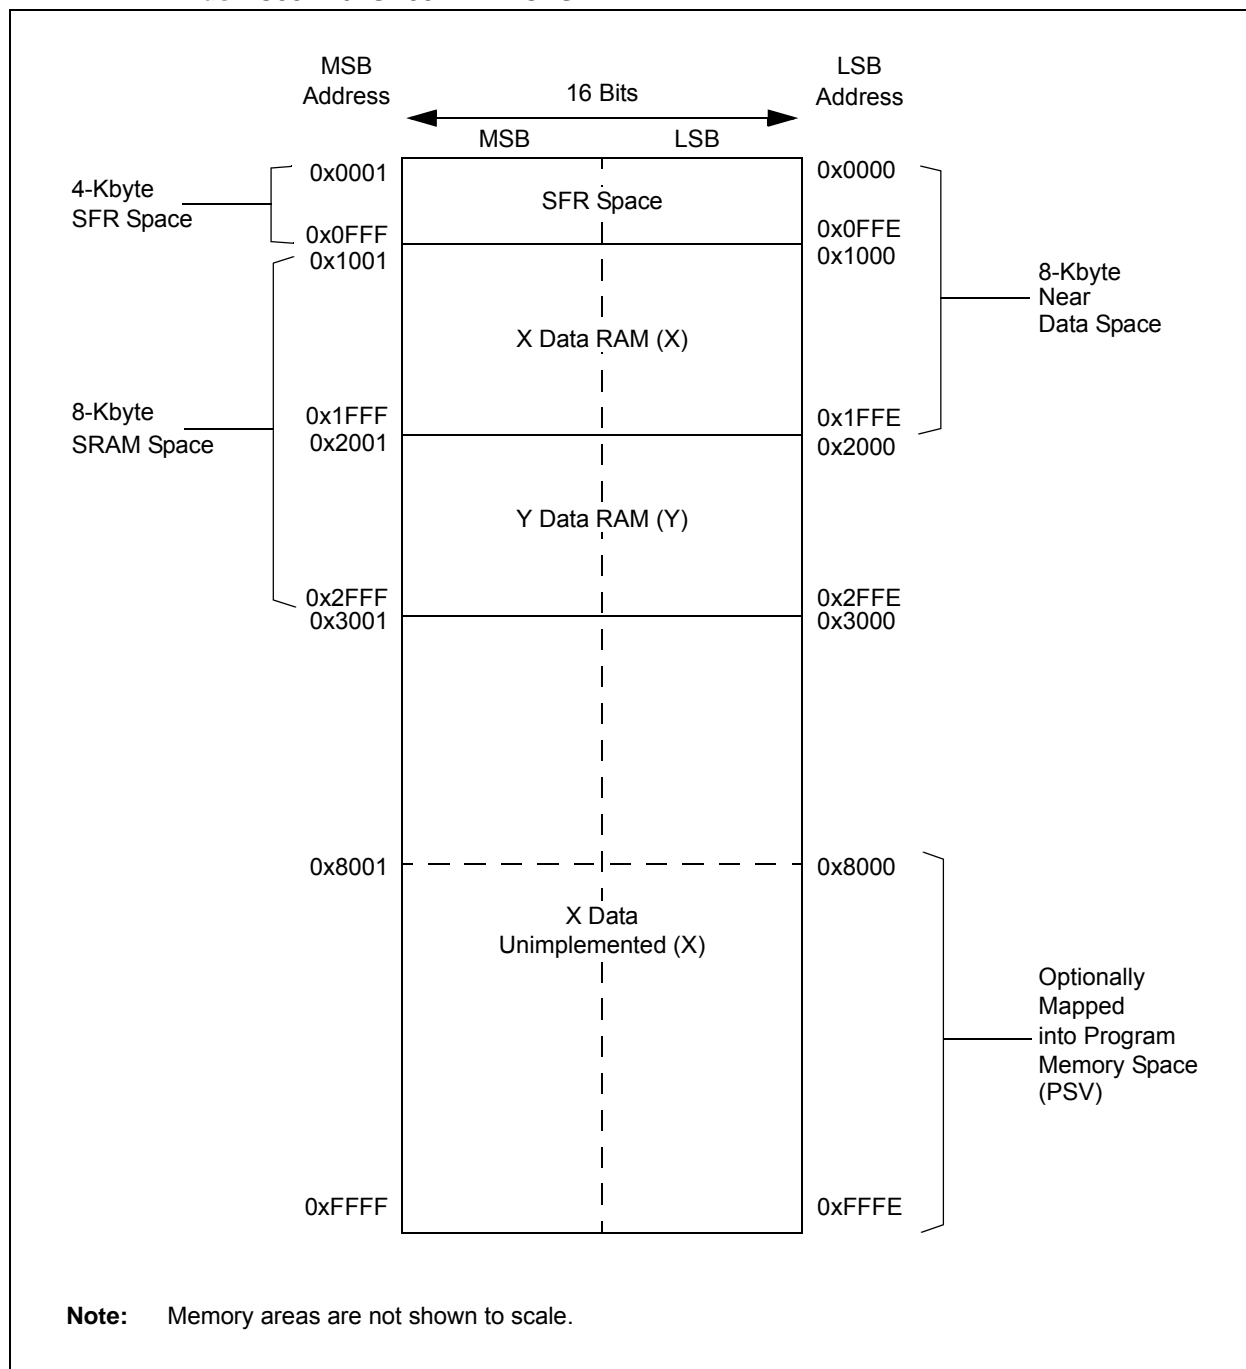 MSB
Address
16 Bits
LSB
Address
MSB
LSB
4-Kbyte
SFR Space
0x0001
0x0000
SFR Space
0x0FFF
0x0FFE
0x1001
0x1000
8-Kbyte
Near
Data Space
X Data RAM (X)
8-Kbyte
SRAM Space
0x1FFF
0x1FFE
0x2001
0x2000
Y Data RAM (Y)
0x2FFF
0x2FFE
0x3001
0x3000
0x8001
0x8000
X Data
Unimplemented (X)
Optionally
Mapped
into Program
Memory Space
(PSV)
0xFFFF
0xFFFE
Note: Memory areas are not shown to scale.